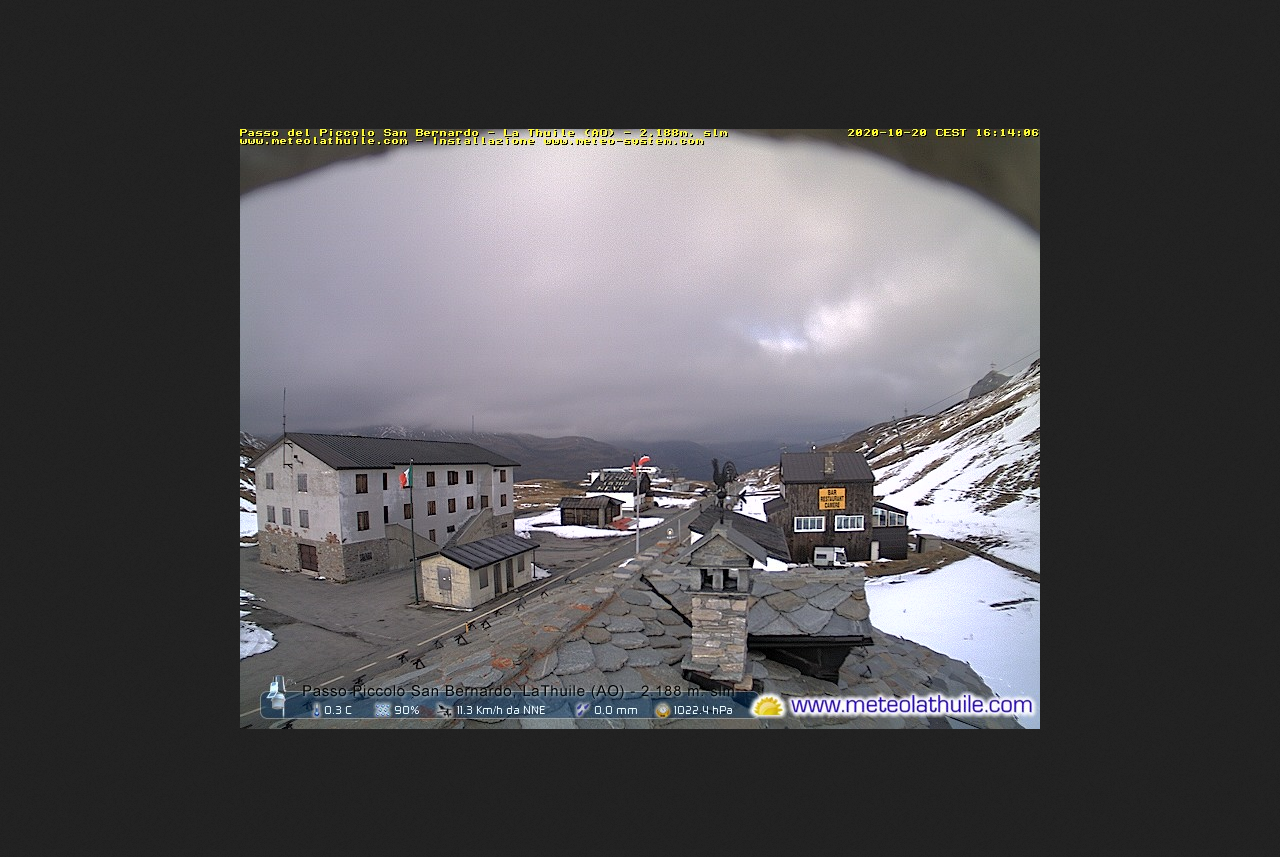 Passo del Piccolo San Bernardo - La Thuile (AO) - 2.188m. slm
2020-10-20 CEST 16:14:06
www.meteolathuile.com - Installazione www.meteo-system.com
BAR
RESTAURANT
CAMERE
NEVE
Passo Piccolo San Bernardo, LaThuile (AO) - 2.188 m. slm
0.3 C 90% 11.3 Km/h da NNE 0.0 mm 1022.4 hPa
www.meteolathuile.com